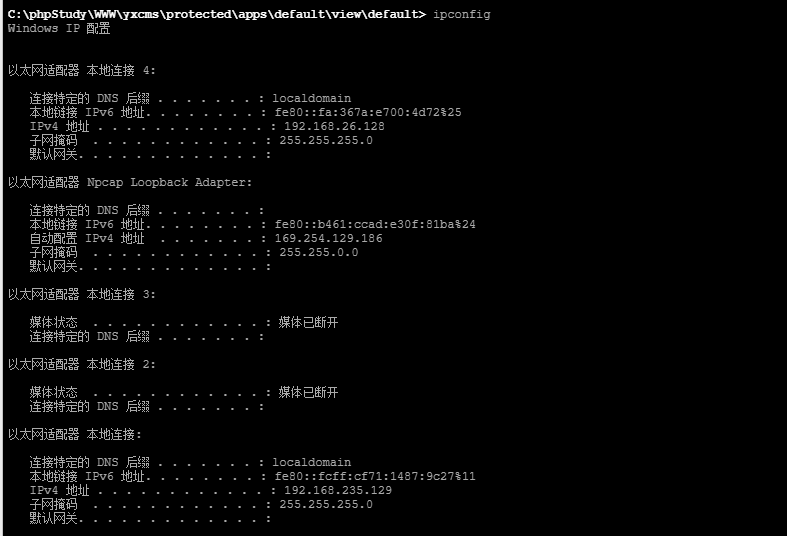 C:\phpStudy\WWW\yxcms\protected\apps\default\view\default> ipconfig
Windows IP 配置
以太网适配器 本地连接 4:
连接特定的 DNS 后缀 . . . . . . . : localdomain
本地链接 IPv6 地址. . . . . . . . : fe80::fa:367a:e700:4d72%25
IPv4 地址 . . . . . . . . . . . . : 192.168.26.128
子网掩码  . . . . . . . . . . . . : 255.255.255.0
默认网关. . . . . . . . . . . . . :
以太网适配器 Npcap Loopback Adapter:
连接特定的 DNS 后缀 . . . . . . . :
本地链接 IPv6 地址. . . . . . . . : fe80::b461:ccad:e30f:81ba%24
自动配置 IPv4 地址  . . . . . . . : 169.254.129.186
子网掩码  . . . . . . . . . . . . : 255.255.0.0
默认网关. . . . . . . . . . . . . :
以太网适配器 本地连接 3:
媒体状态  . . . . . . . . . . . . : 媒体已断开
连接特定的 DNS 后缀 . . . . . . . :
以太网适配器 本地连接 2:
媒体状态  . . . . . . . . . . . . : 媒体已断开
连接特定的 DNS 后缀 . . . . . . . :
以太网适配器 本地连接:
连接特定的 DNS 后缀 . . . . . . . : localdomain
本地链接 IPv6 地址. . . . . . . . : fe80::fcff:cf71:1487:9c27%11
IPv4 地址 . . . . . . . . . . . . : 192.168.235.129
子网掩码  . . . . . . . . . . . . : 255.255.255.0
默认网关. . . . . . . . . . . . . :